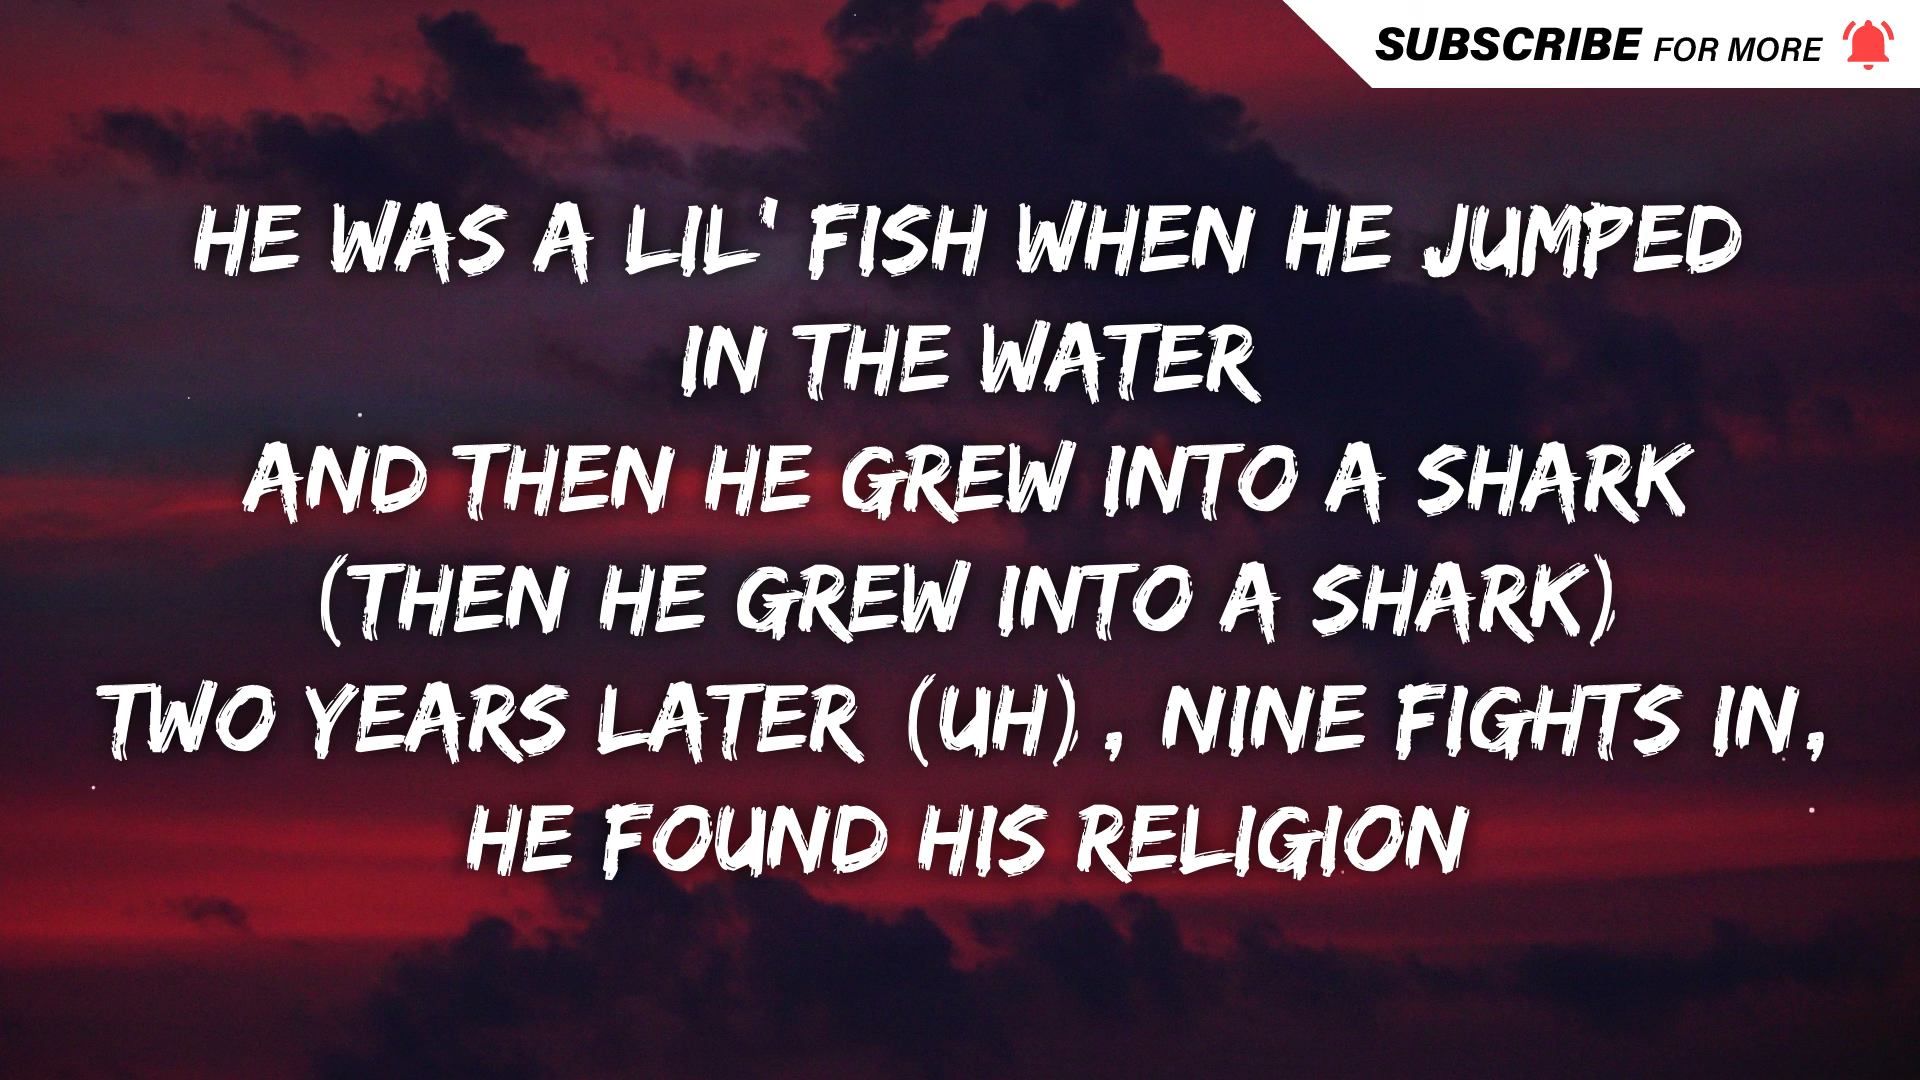 SUBSCRIBE FOR MORE
HE WAS A LIL' FISH WHEN HE JUMPED
IN THE WATER
AND THEN HE GREW INTO A SHARK
(THEN HE GREW INTO A SHARK)
TWO YEARS LATER (UH), NINE FIGHTS IN,
HE FOUND HIS RELIGION